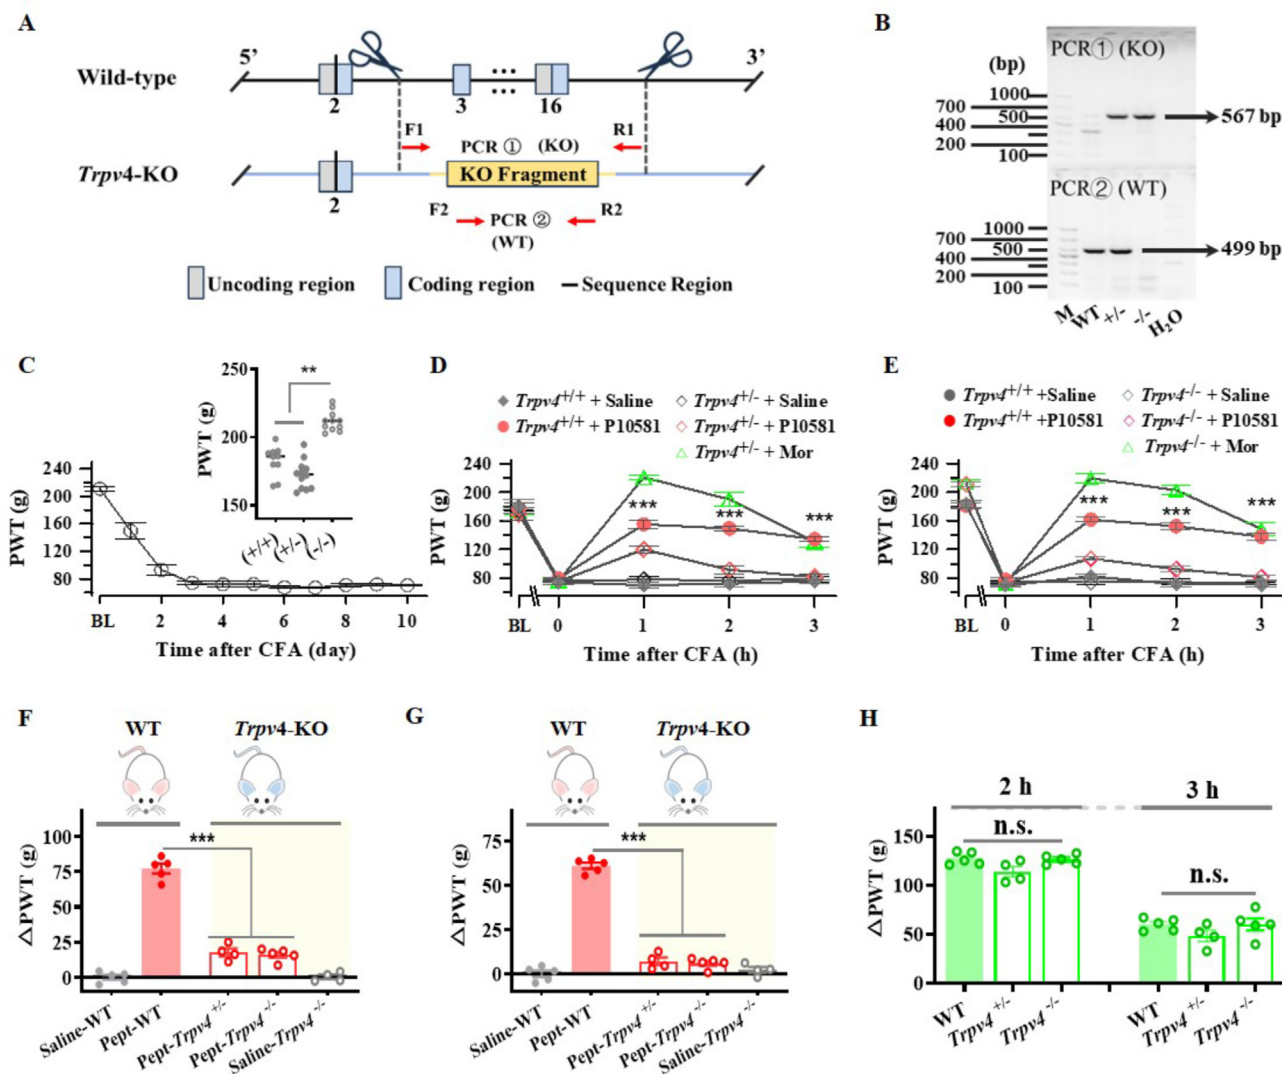 A
5’
3’
Wild-type
2
3
16
F1
R1
PCR ① (KO)
Trpv4-KO
KO Fragment
2
F2
R2
PCR ②
(WT)
Uncoding region
Coding region
Sequence Region
B
(bp)
PCR① (KO)
1000
700
500
400
100
567 bp
PCR② (WT)
1000
700
500
400
200
100
499 bp
M
WT
+/-
-/-
H₂O
C
PWT (g)
240
200
160
120
80
BL
2
4
6
8
10
Time after CFA (day)
PWT (g)
250
200
150
**
(+/+)
(+/-)
(-/-)
D
Trpv4+/+ + Saline
Trpv4+/- + Saline
Trpv4+/+ + P10581
Trpv4+/- + P10581
Trpv4+/- + Mor
PWT (g)
240
200
160
120
80
***
***
***
BL
0
1
2
3
Time after CFA (h)
E
Trpv4+/+ +Saline
Trpv4-/- +Saline
Trpv4+/+ +P10581
Trpv4-/- +P10581
Trpv4-/- + Mor
PWT (g)
240
200
160
120
80
***
***
***
BL
0
1
2
3
Time after CFA (h)
F
WT
Trpv4-KO
△PWT (g)
100
75
50
25
0
***
Saline-WT
Pept-WT
Pept-Trpv4+/-
Pept-Trpv4-/-
Saline-Trpv4-/-
G
WT
Trpv4-KO
△PWT (g)
75
50
25
0
***
Saline-WT
Pept-WT
Pept-Trpv4+/-
Pept-Trpv4-/-
Saline-Trpv4-/-
H
2 h
3 h
△PWT (g)
150
100
50
0
n.s.
n.s.
WT
Trpv4+/-
Trpv4-/-
WT
Trpv4+/-
Trpv4-/-